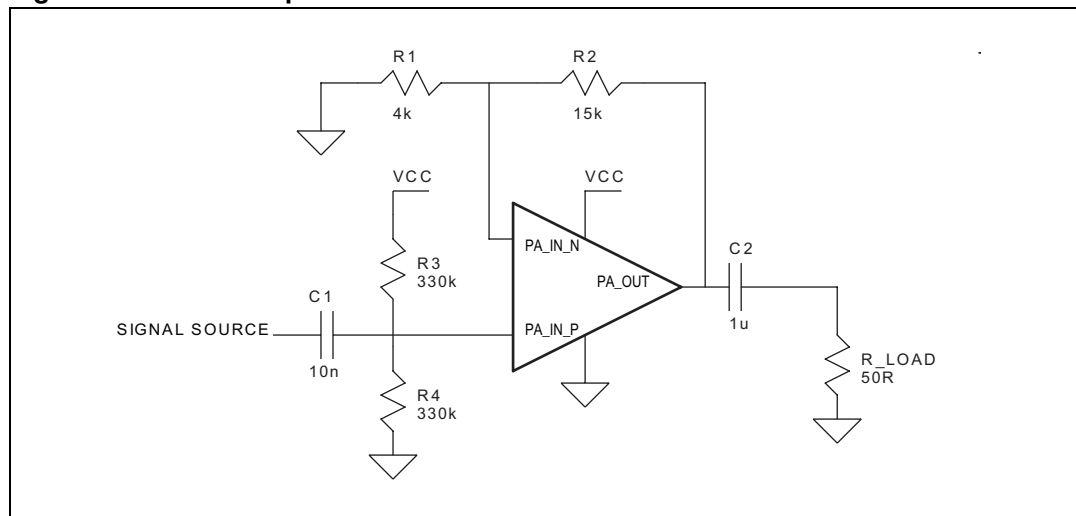 R1
4k
R2
15k
VCC
VCC
R3
330k
PA_IN_N
PA_OUT
C2
1u
C1
10n
SIGNAL SOURCE
PA_IN_P
R4
330k
R_LOAD
50R